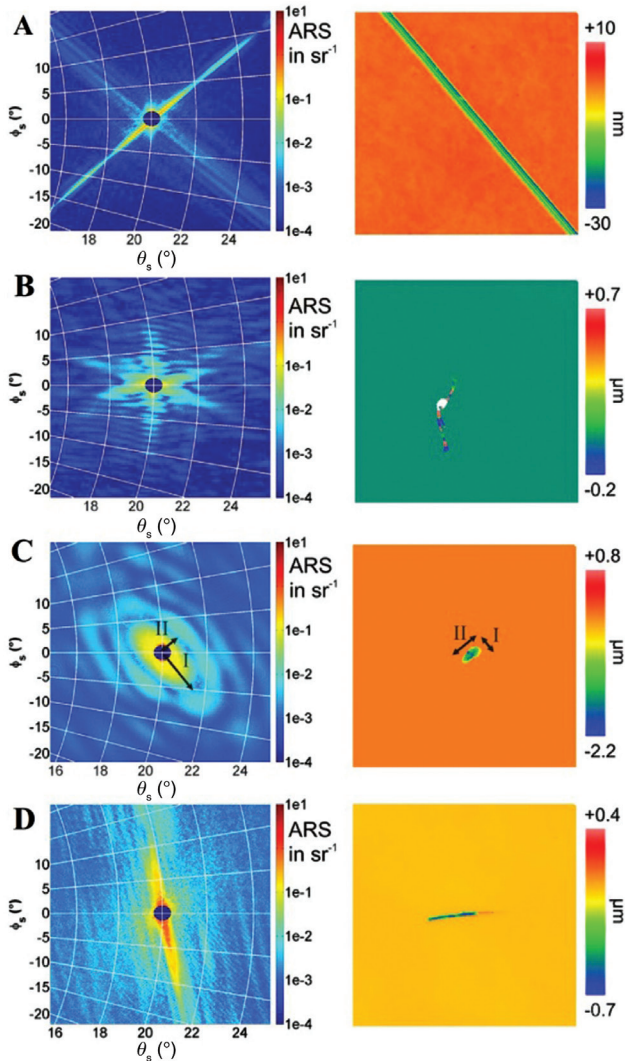 A
20
15
10
5
0
-5
-10
-15
-20
ϕs (°)
18 20 22 24
θs (°)
1e1
ARS
in sr-1
1e-1
1e-2
1e-3
1e-4
+10
nm
-30
B
10
5
0
-5
-10
-15
-20
ϕs (°)
18 20 22 24
θs (°)
1e1
ARS
in sr-1
1e-1
1e-2
1e-3
1e-4
+0.7
µm
-0.2
C
10
5
0
-5
-10
-15
-20
ϕs (°)
II
I
16 18 20 22 24
θs (°)
1e1
ARS
in sr-1
1e-1
1e-2
1e-3
1e-4
II I
+0.8
µm
-2.2
D
10
5
0
-5
-10
-15
-20
ϕs (°)
16 18 20 22 24
θs (°)
1e1
ARS
in sr-1
1e-1
1e-2
1e-3
1e-4
+0.4
µm
-0.7